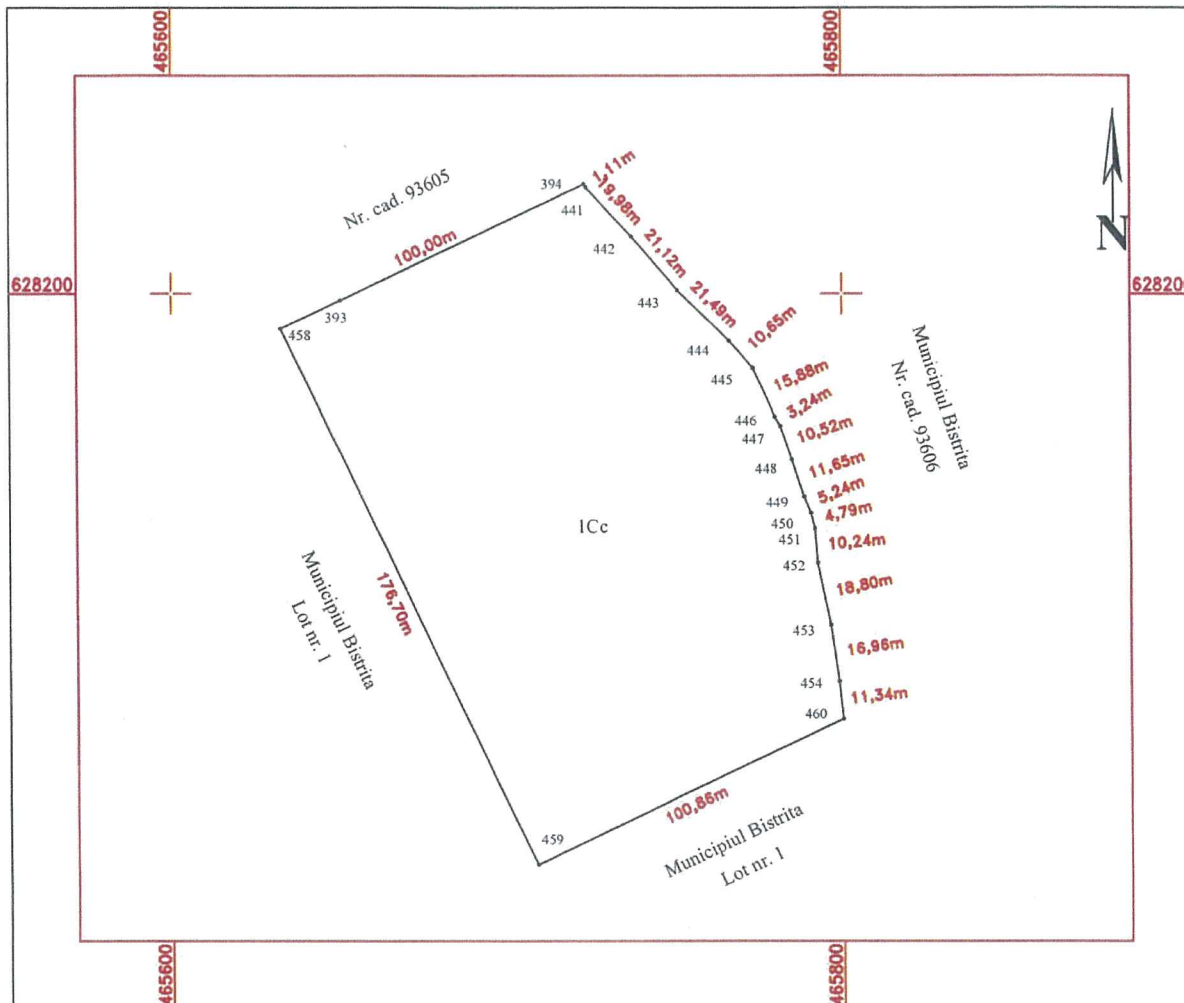 465600
465800
N
628200
628200
Nr. cad. 93605
100,00m
394
441
442
443
444
445
446
447
448
449
450
451
452
453
454
460
393
458
459
1,11m
19,98m
21,12m
21,49m
10,65m
15,88m
3,24m
10,52m
11,65m
5,24m
4,79m
10,24m
18,80m
16,96m
11,34m
Municipiul Bistrita
Nr. cad. 93606
1Cc
176,70m
Municipiul Bistrita
Lot nr. 1
100,86m
Municipiul Bistrita
Lot nr. 1
465600
465800